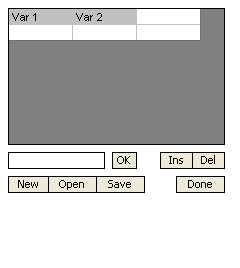 Var 1 Var 2
OK Ins Del
New Open Save Done